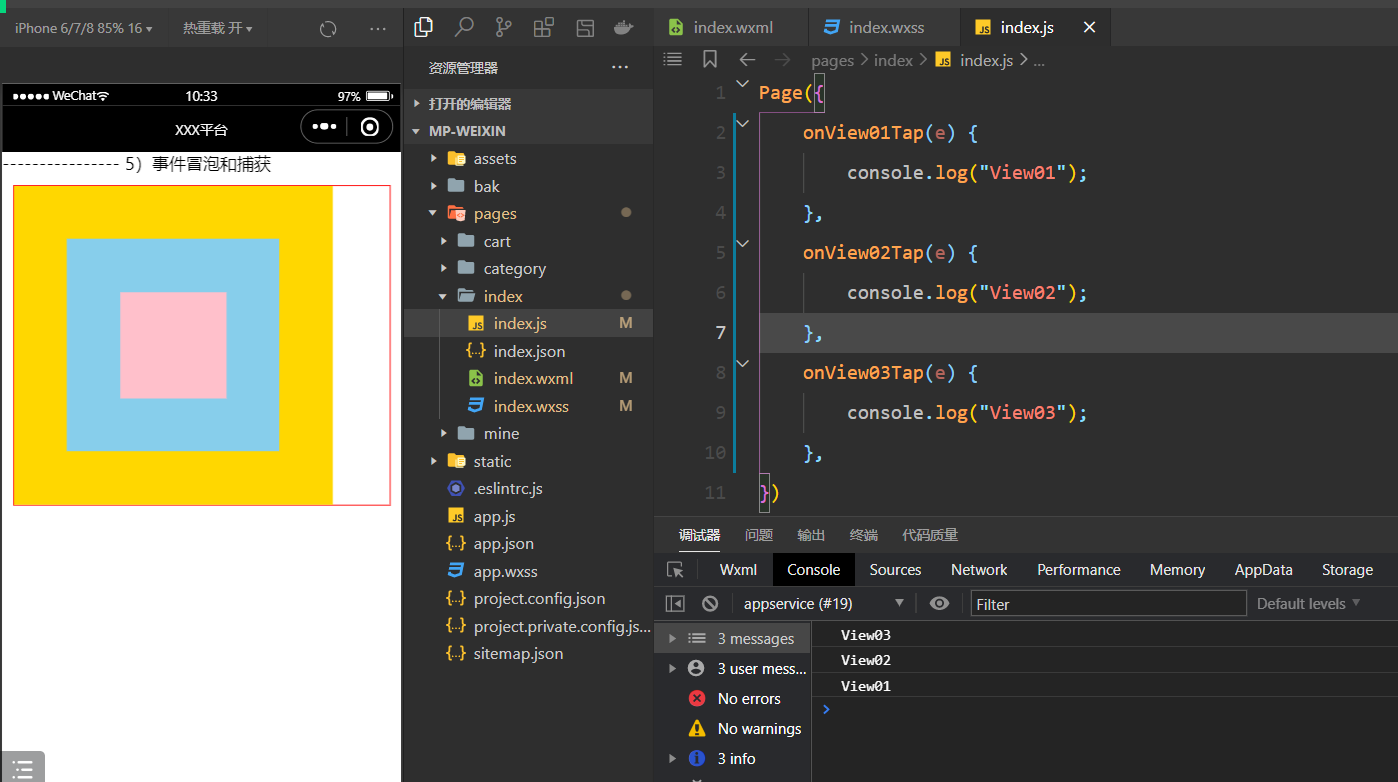 iPhone 6/7/8 85% 16
热重载 开
WeChat
10:33
97%
XXX平台
---------------- 5）事件冒泡和捕获
资源管理器
打开的编辑器
MP-WEIXIN
assets
bak
pages
cart
category
index
index.js M
index.json
index.wxml M
index.wxss M
mine
static
.eslintrc.js
app.js
app.json
app.wxss
project.config.json
project.private.config.js...
sitemap.json
index.wxml
index.wxss
index.js
pages > index > index.js > ...
1 Page({
2 onView01Tap(e) {
3 console.log("View01");
4 },
5 onView02Tap(e) {
6 console.log("View02");
7 },
8 onView03Tap(e) {
9 console.log("View03");
10 },
11 })
调试器 问题 输出 终端 代码质量
Wxml Console Sources Network Performance Memory AppData Storage
appservice (#19) Filter Default levels
3 messages
3 user mess...
No errors
No warnings
3 info
View03
View02
View01
>